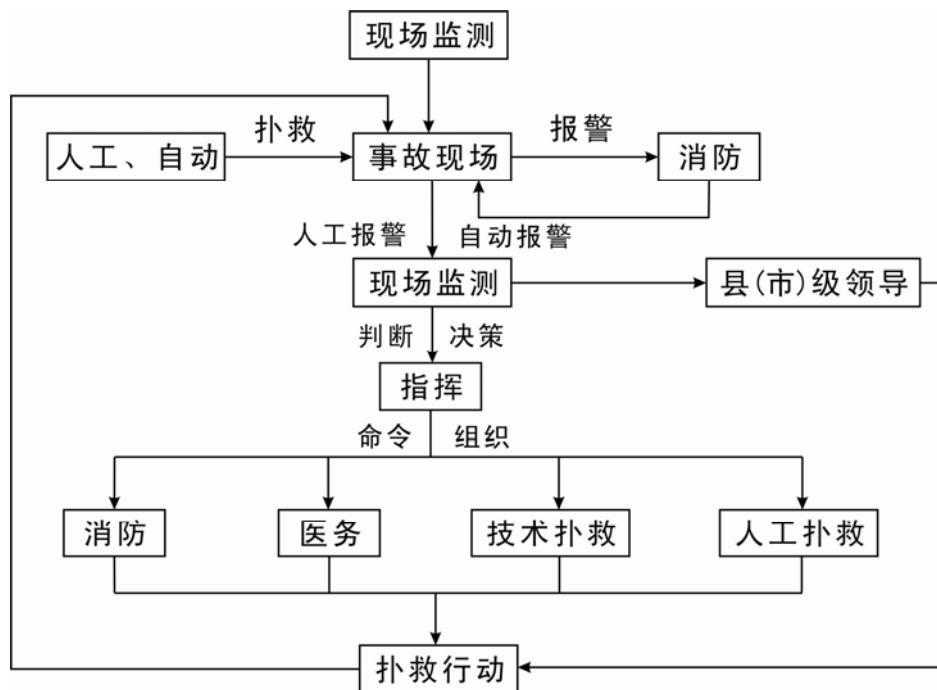 现场监测
扑救
报警
人工、自动
事故现场
消防
人工报警
自动报警
现场监测
县(市)级领导
判断
决策
指挥
命令
组织
消防
医务
技术扑救
人工扑救
扑救行动